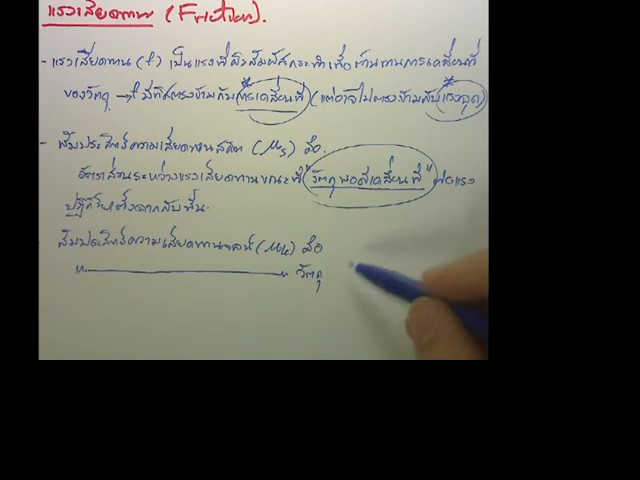 แรงเสียดทาน (Friction).
- แรงเสียดทาน (f) เป็นแรงที่ผิวสัมผัสกระทำเพื่อต้านทานการเคลื่อนที่
ของวัตถุ → f มีทิศตรงข้ามกับการเคลื่อนที่ (แต่อาจไม่ตรงข้ามกับแรงฉุด)
- สัมประสิทธิ์ความเสียดทานสถิต (μs) คือ
อัตราส่วนระหว่างแรงเสียดทานขณะที่ "วัตถุพอดีเคลื่อนที่" ต่อแรง
ปฏิกิริยาตั้งฉากกับพื้น.
สัมประสิทธิ์ความเสียดทานจลน์ (μk) คือ
" " วัตถุ